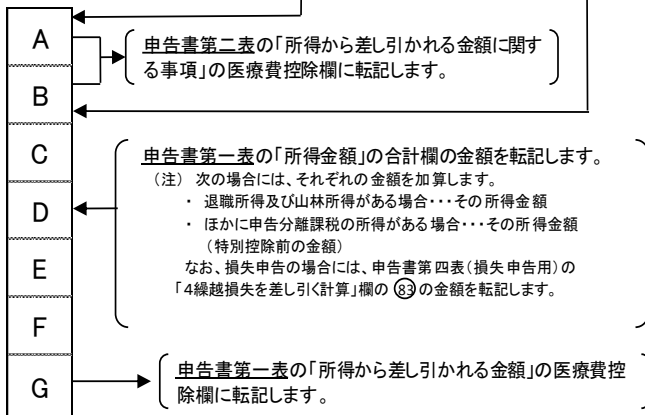 A
申告書第二表の「所得から差し引かれる金額に関す
る事項」の医療費控除欄に転記します。
B
C
申告書第一表の「所得金額」の合計欄の金額を転記します。
(注) 次の場合には、それぞれの金額を加算します。
・ 退職所得及び山林所得がある場合・・・その所得金額
D
・ ほかに申告分離課税の所得がある場合・・・その所得金額
(特別控除前の金額)
E
なお、損失申告の場合には、申告書第四表(損失申告用)の
「4繰越損失を差し引く計算」欄の㊳の金額を転記します。
F
申告書第一表の「所得から差し引かれる金額」の医療費控
G
除欄に転記します。